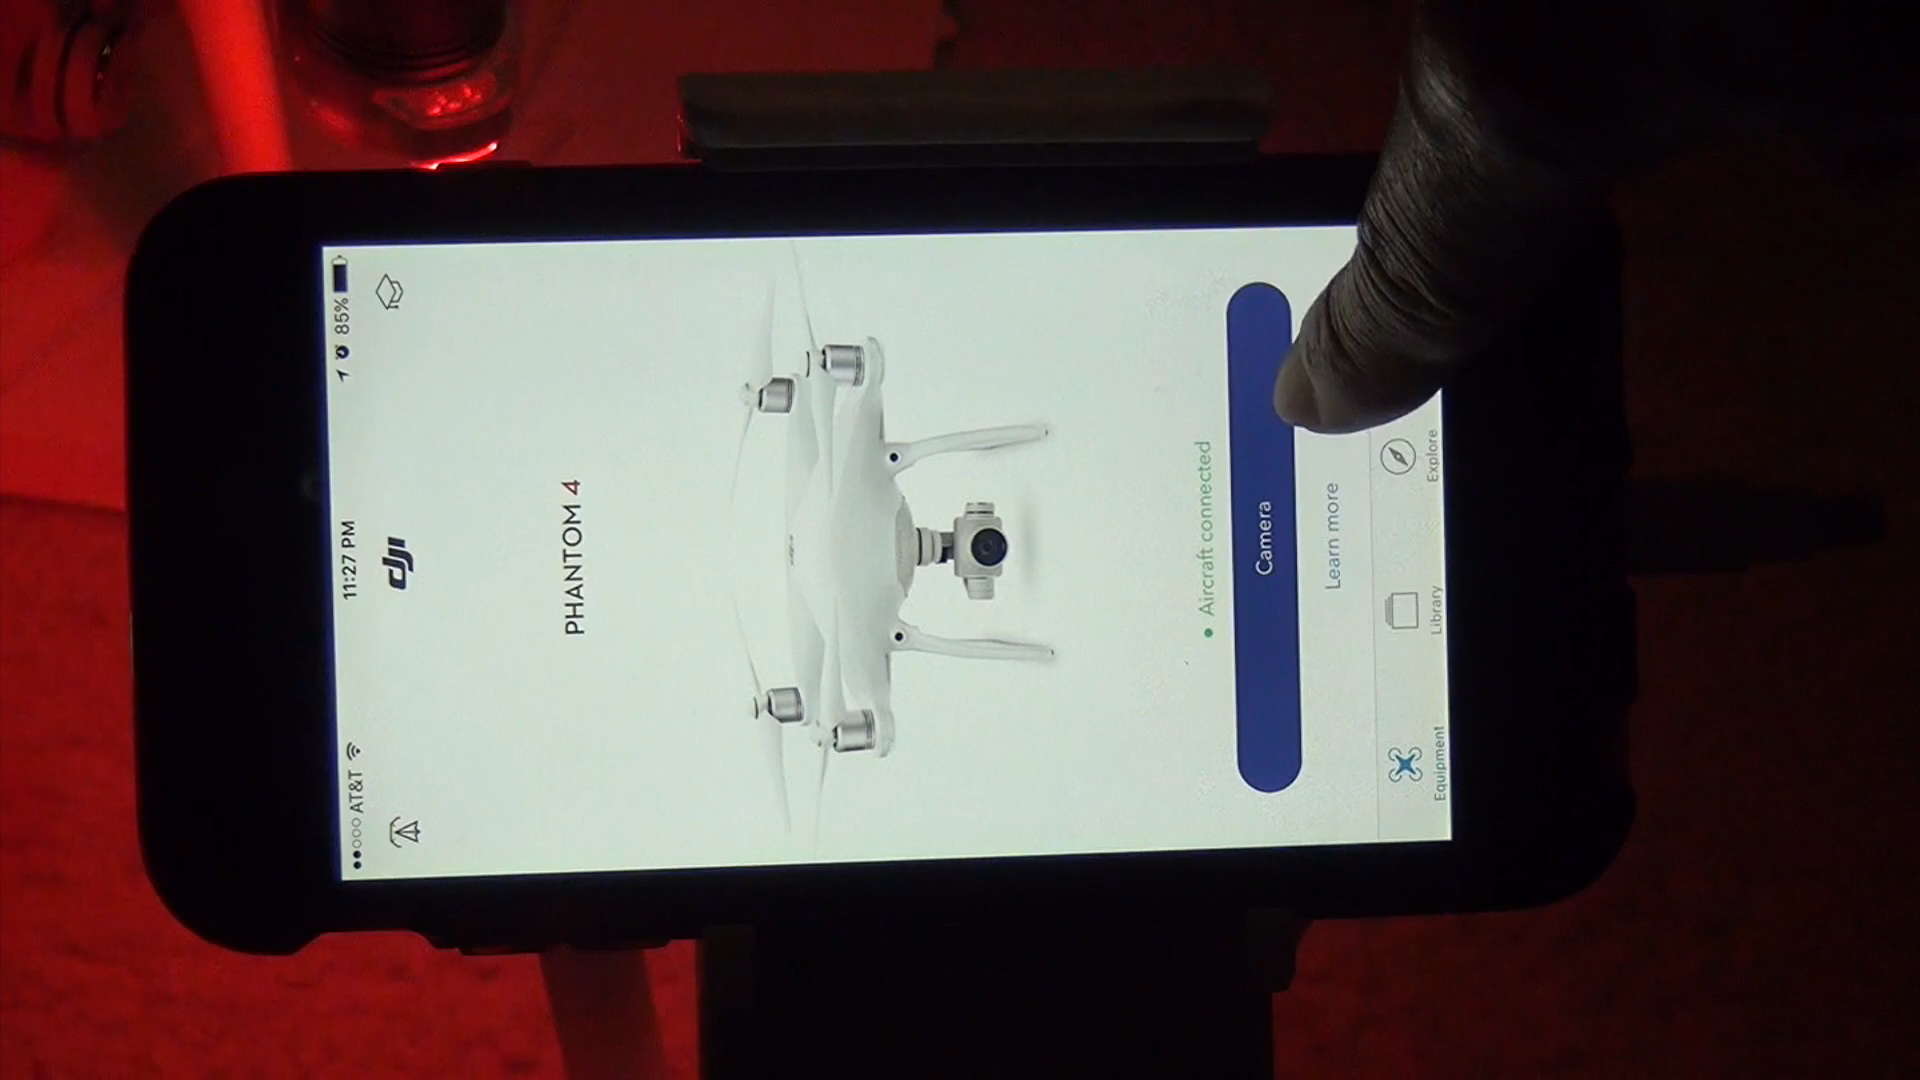 AT&T 11:27 PM 85%
dji
PHANTOM 4
Aircraft connected
Camera
Learn more
Equipment Library Explore